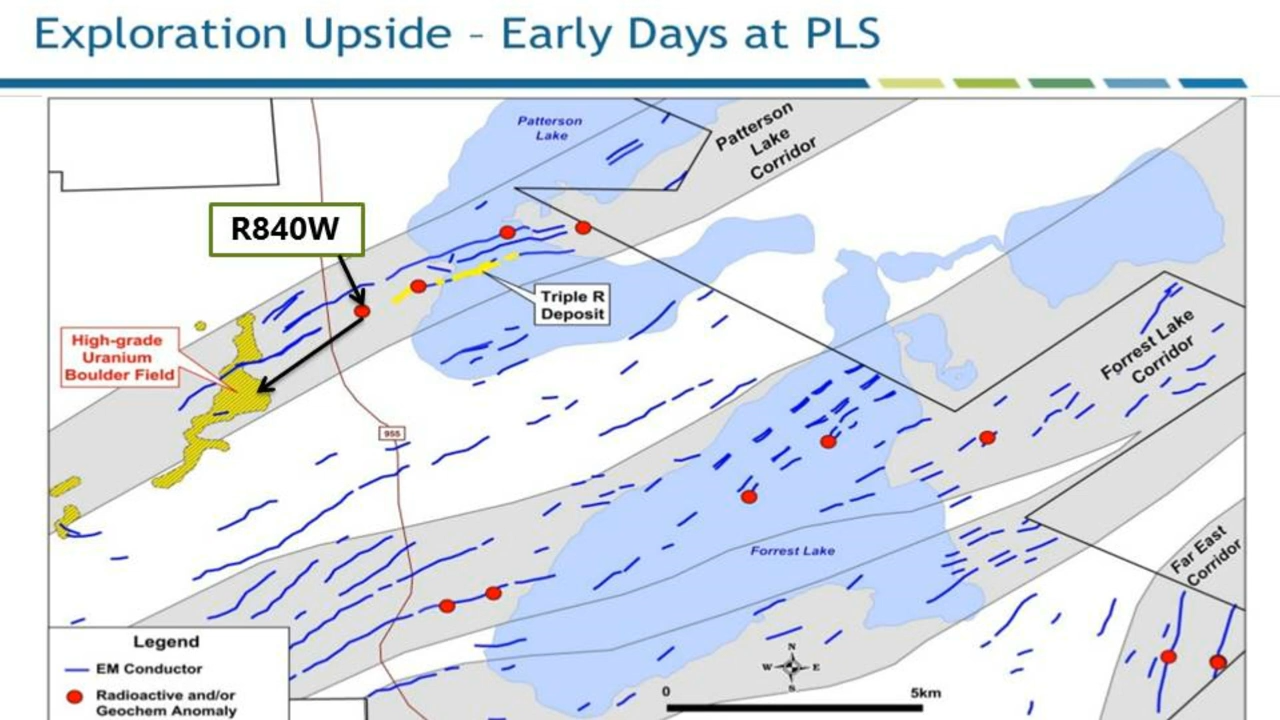 Exploration Upside – Early Days at PLS
Patterson
Lake
Patterson
Lake
Corridor
R840W
Triple R
Deposit
High-grade
Uranium
Boulder Field
Forrest Lake
Corridor
955
Forrest Lake
Far East
Corridor
Legend
EM Conductor
Radioactive and/or
Geochem Anomaly
N
W E
S
0 5km